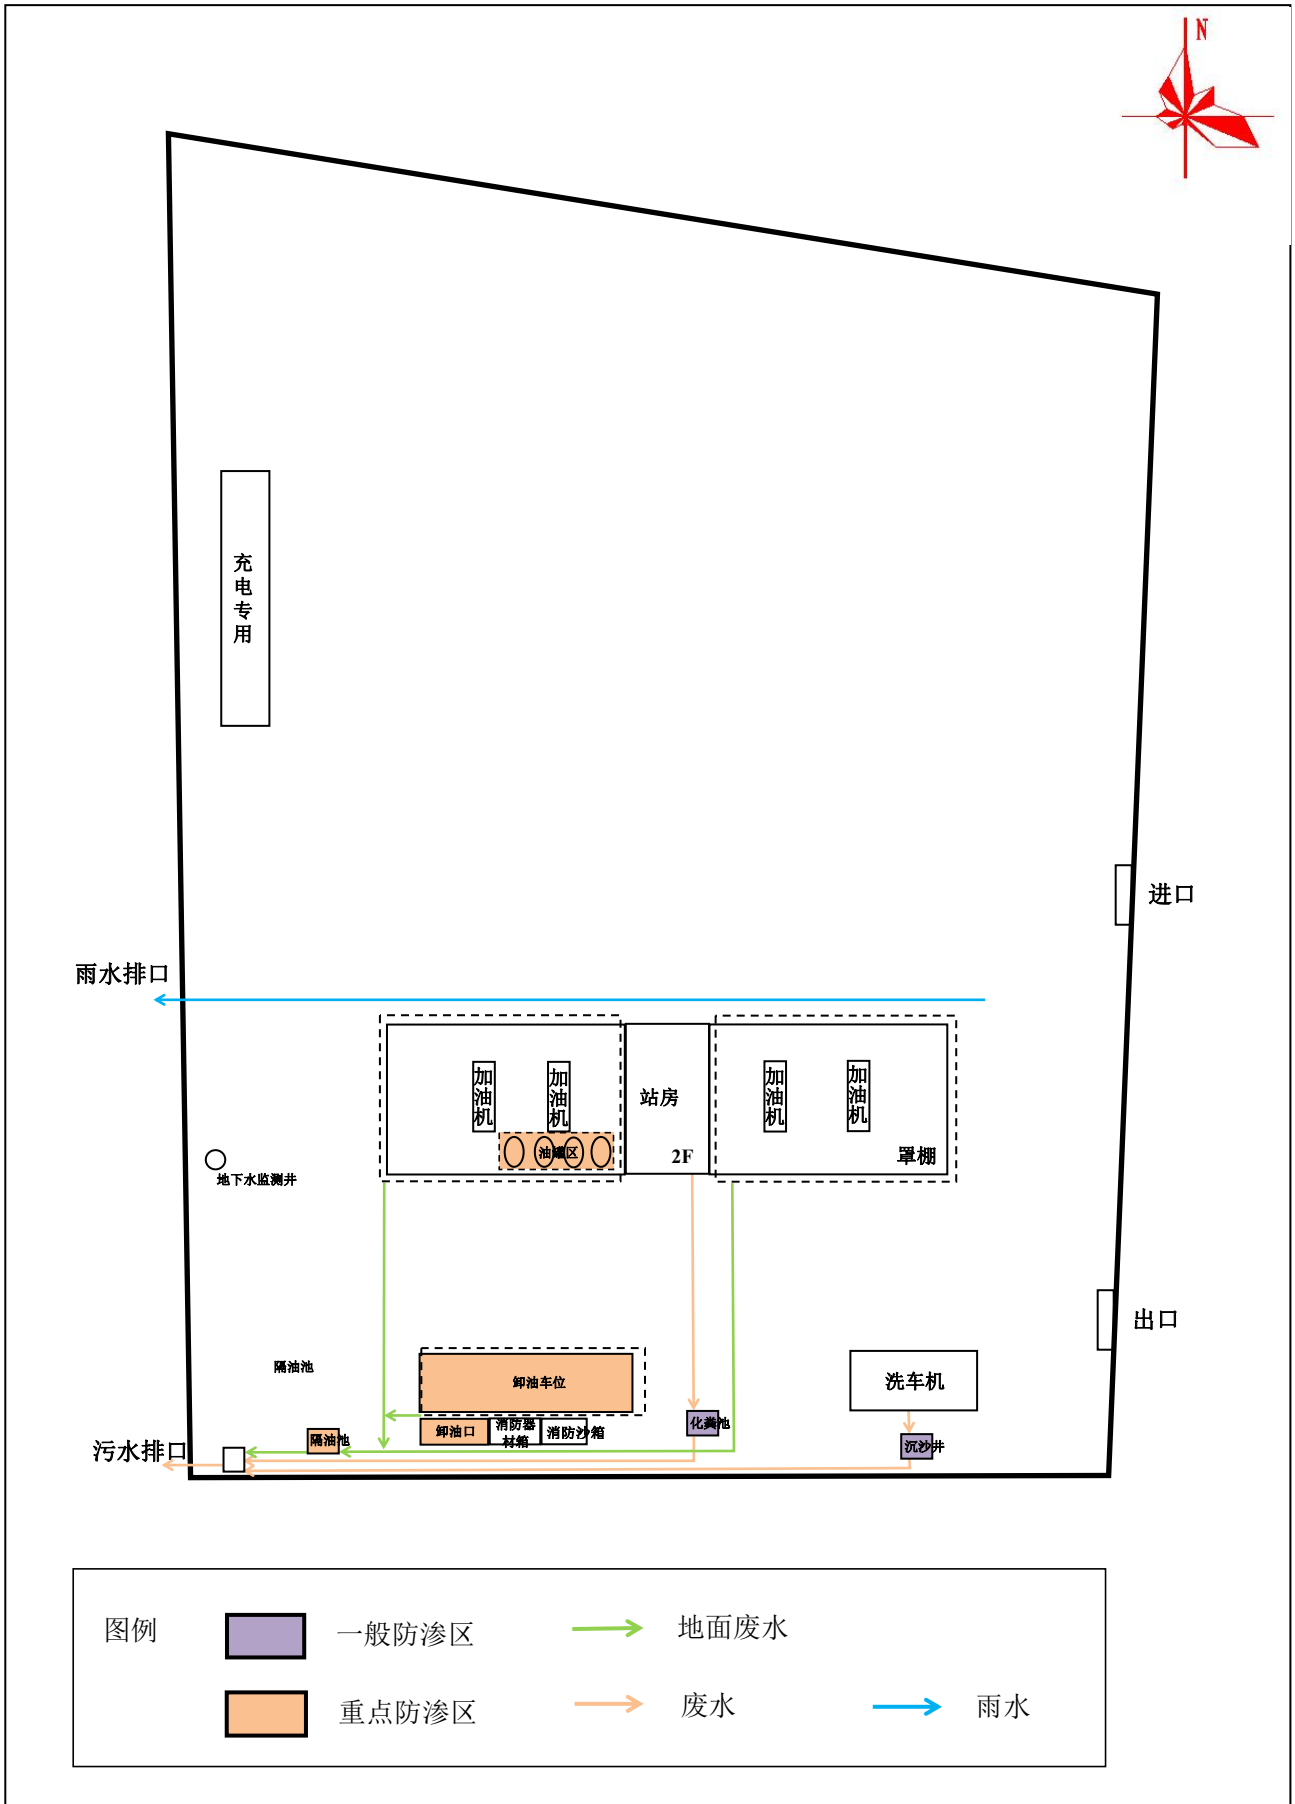 N
充
电
专
用
进口
雨水排口
加油机
加油机
站房
加油机
加油机
油罐区
2F
罩棚
地下水监测井
出口
隔油池
卸油车位
洗车机
化粪池
卸油口
消防器
材箱
消防沙箱
隔油池
沉沙井
污水排口
图例
一般防渗区
地面废水
重点防渗区
废水
雨水